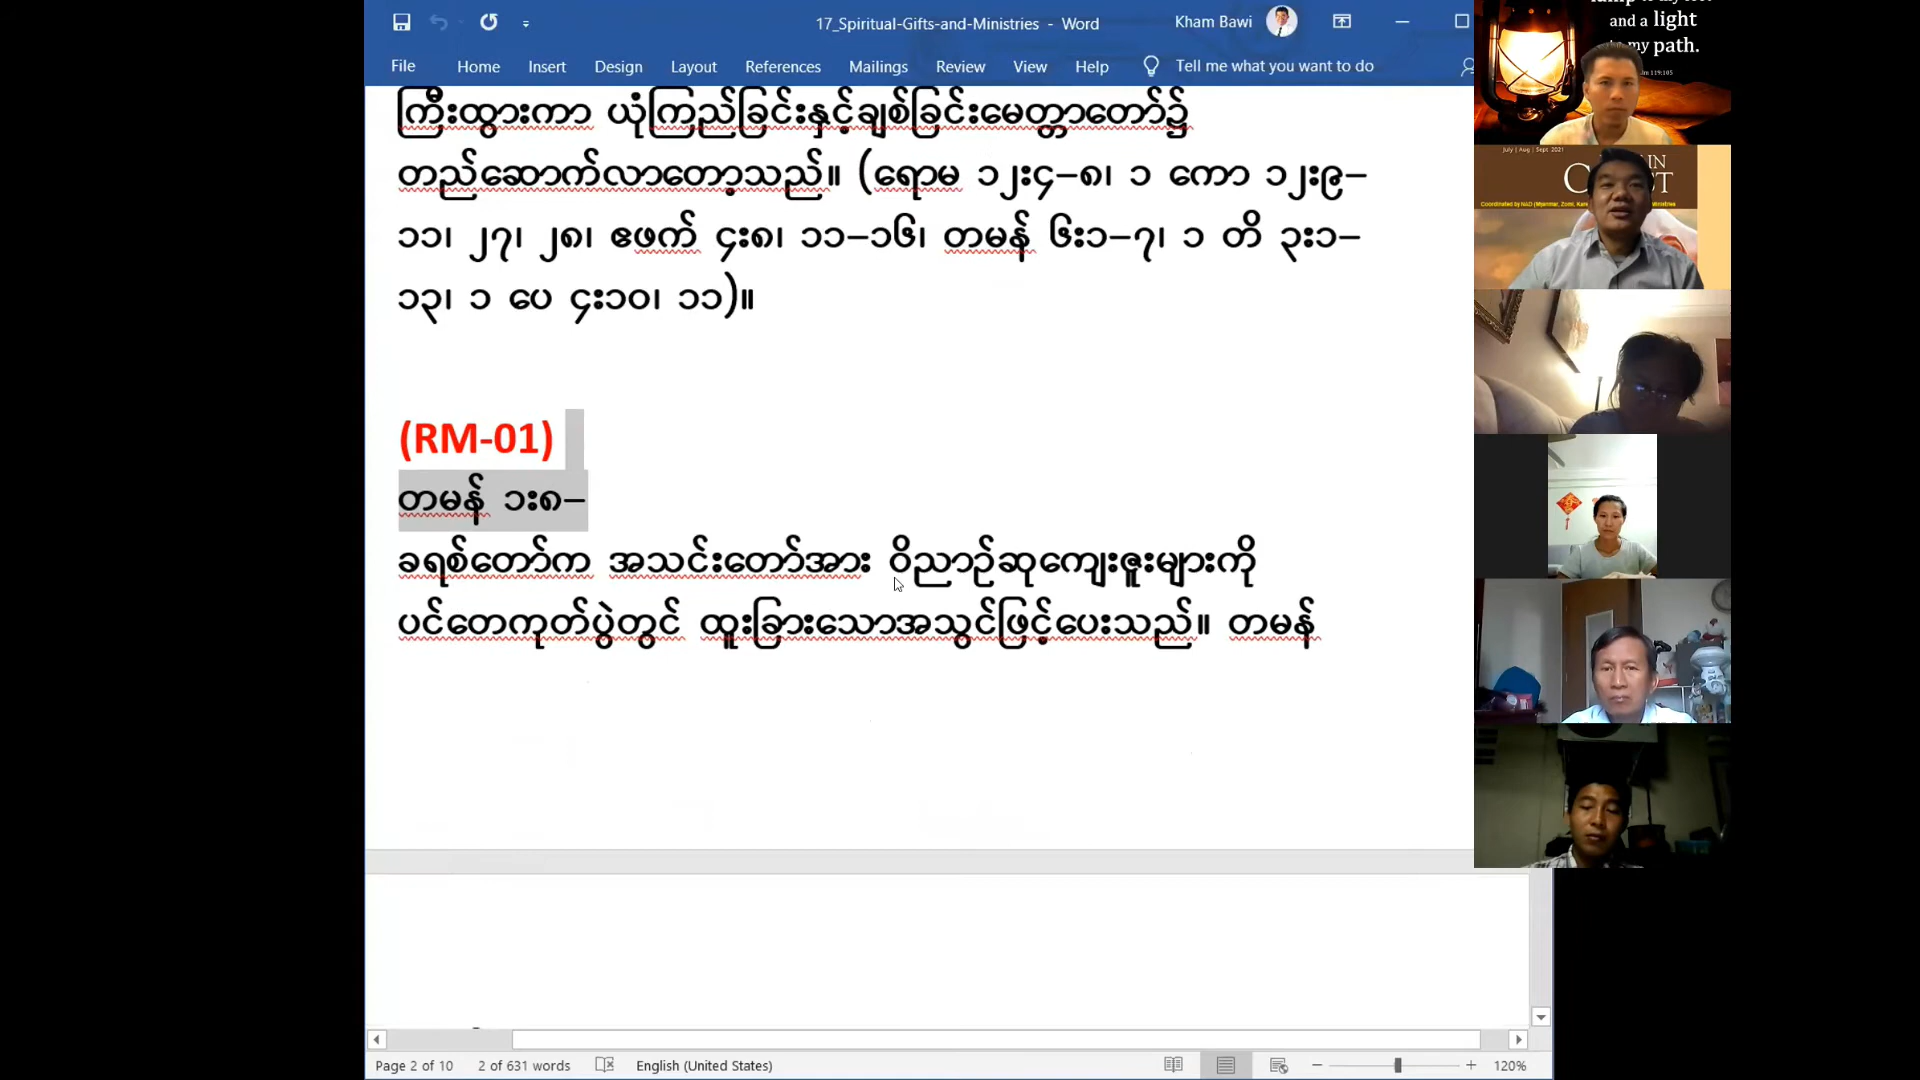 17_Spiritual-Gifts-and-Ministries - Word
Kham Bawi
File Home Insert Design Layout References Mailings Review View Help Tell me what you want to do
ကြီးထွားကာ ယုံကြည်ခြင်းနှင့်ချစ်ခြင်းမေတ္တာတော်၌
တည်ဆောက်လာတော့သည်။ (ရောမ ၁၂း၄–၈၊ ၁ ကော ၁၂း၉–
၁၁၊ ၂၇၊ ၂၈၊ ဧဖက် ၄း၈၊ ၁၁–၁၆၊ တမန် ၆း၁–၇၊ ၁ တိ ၃း၁–
၁၃၊ ၁ ပေ ၄း၁၀၊ ၁၁)။
(RM-01)
တမန် ၁း၈–
ခရစ်တော်က အသင်းတော်အား ဝိညာဉ်ဆုကျေးဇူးများကို
ပင်တေကုတ်ပွဲတွင် ထူးခြားသောအသွင်ဖြင့်ပေးသည်။ တမန်
Page 2 of 10 2 of 631 words English (United States) 120%
and a light
my path.
July | Aug | Sept 2021
IN